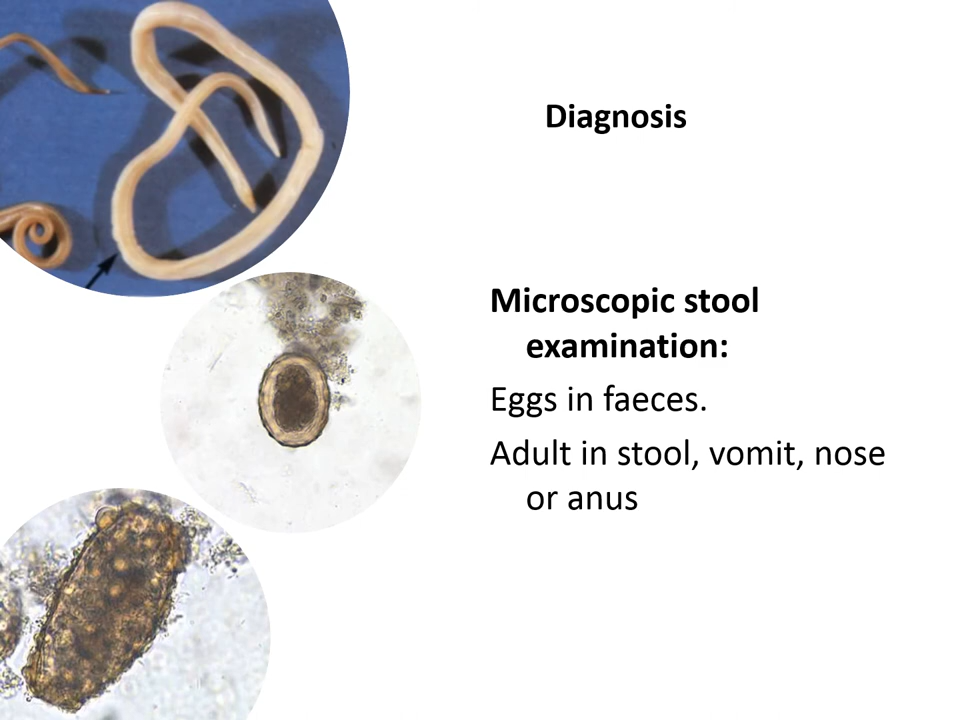 Diagnosis
Microscopic stool
examination:
Eggs in faeces.
Adult in stool, vomit, nose
or anus